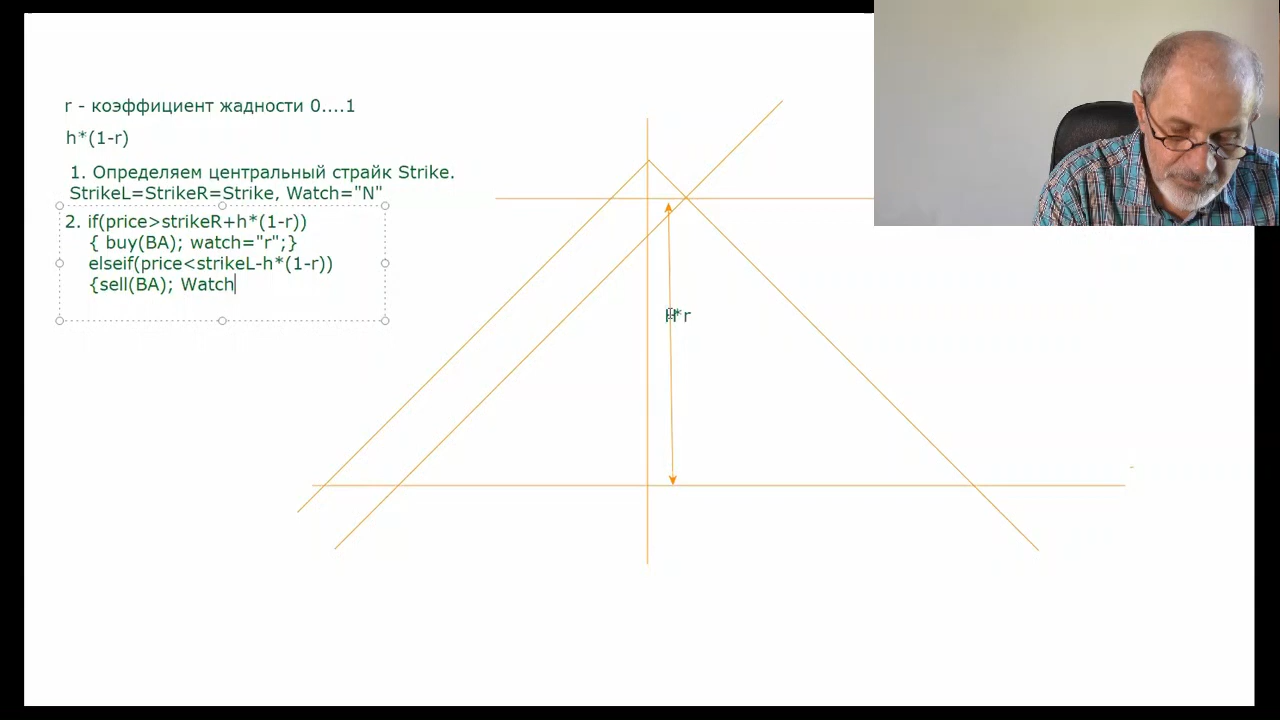 r - коэффициент жадности 0....1
h*(1-r)
1. Определяем центральный страйк Strike.
StrikeL=StrikeR=Strike, Watch="N"
2. if(price>strikeR+h*(1-r))
{ buy(BA); watch="r";}
elseif(price<strikeL-h*(1-r))
{sell(BA); Watch
h*r